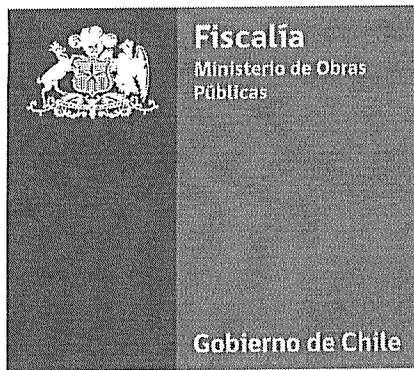 Fiscalía
Ministerio de Obras
Públicas
Gobierno de Chile